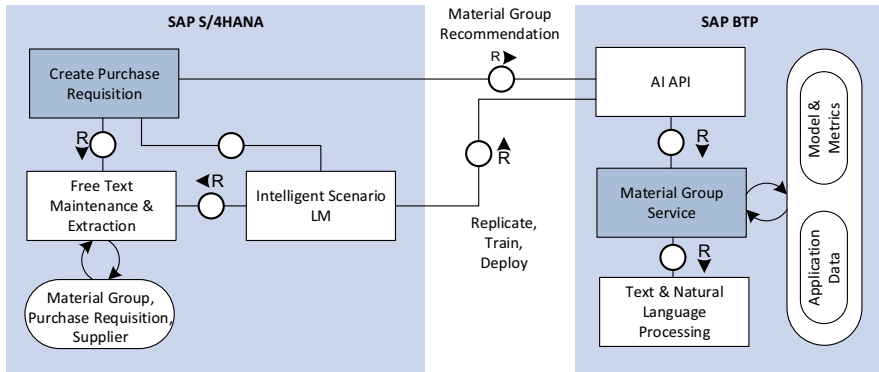 SAP S/4HANA
Material Group
Recommendation
SAP BTP
R
Create Purchase
Requisition
AI API
Model &
Metrics
R
R
R
R
Free Text
Maintenance &
Extraction
Intelligent Scenario
LM
Material Group
Service
Replicate,
Train,
Deploy
R
Application
Data
Material Group,
Purchase Requisition,
Supplier
Text & Natural
Language
Processing